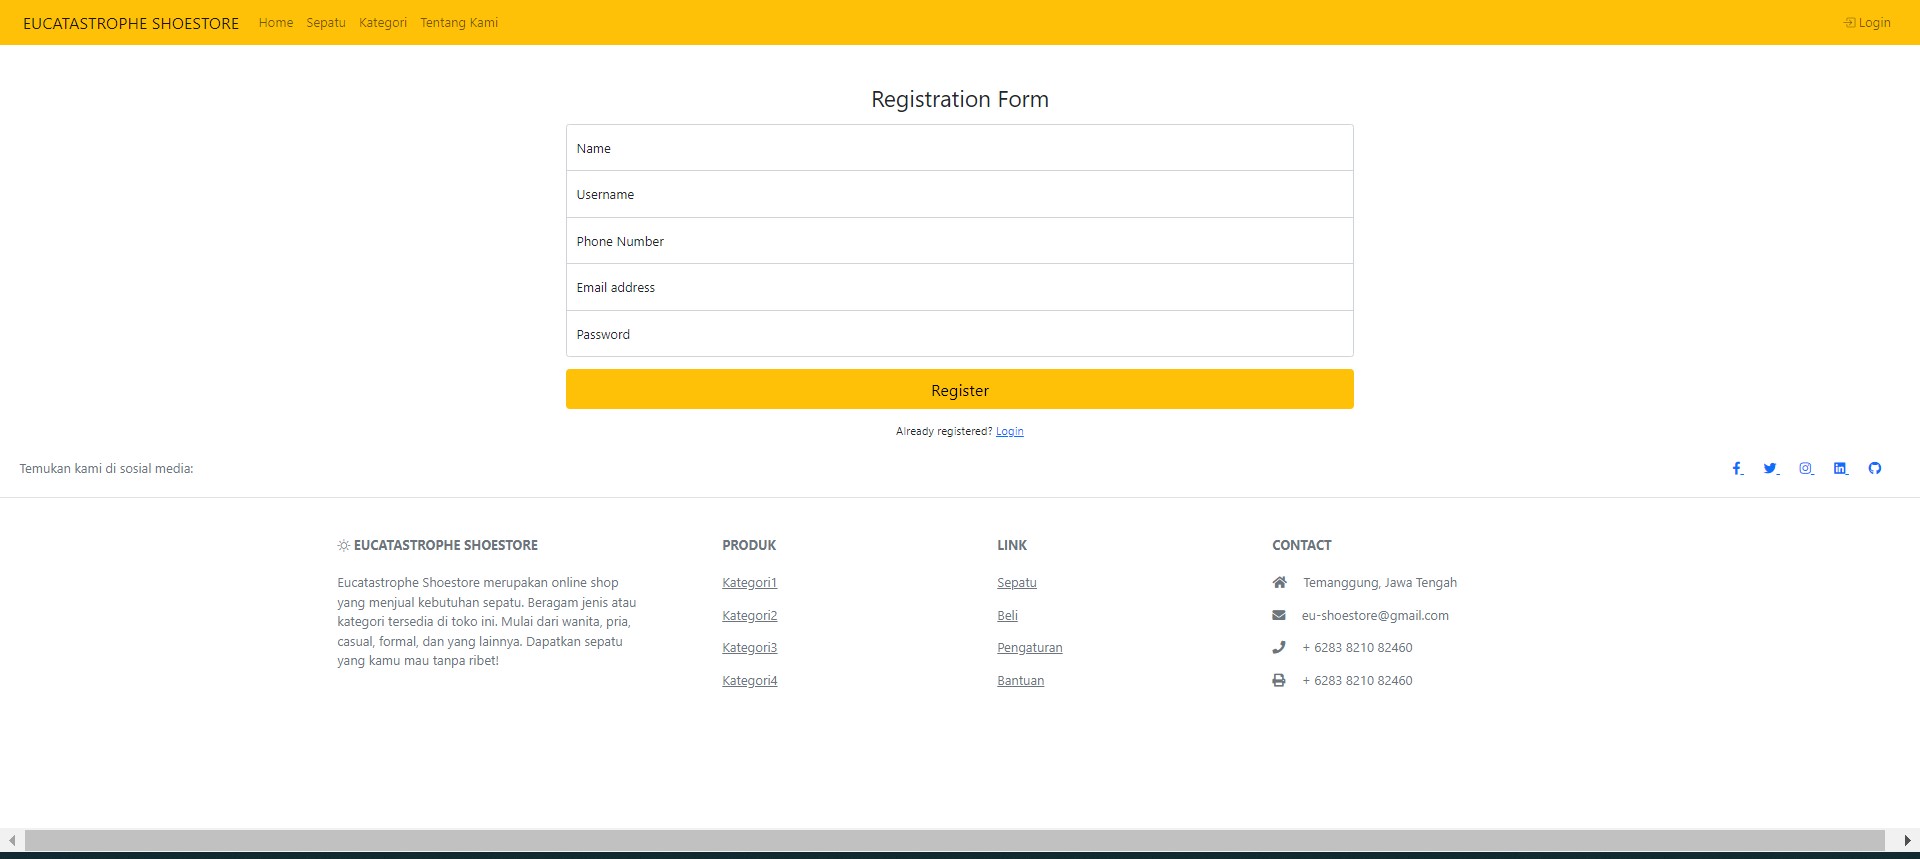 EUCATASTROPHE SHOESTORE Home Sepatu Kategori Tentang Kami Login
Registration Form
Name
Username
Phone Number
Email address
Password
Register
Already registered? Login
Temukan kami di sosial media:
EUCATASTROPHE SHOESTORE
Eucatastrophe Shoestore merupakan online shop
yang menjual kebutuhan sepatu. Beragam jenis atau
kategori tersedia di toko ini. Mulai dari wanita, pria,
casual, formal, dan yang lainnya. Dapatkan sepatu
yang kamu mau tanpa ribet!
PRODUK
Kategori1
Kategori2
Kategori3
Kategori4
LINK
Sepatu
Beli
Pengaturan
Bantuan
CONTACT
Temanggung, Jawa Tengah
eu-shoestore@gmail.com
+ 6283 8210 82460
+ 6283 8210 82460